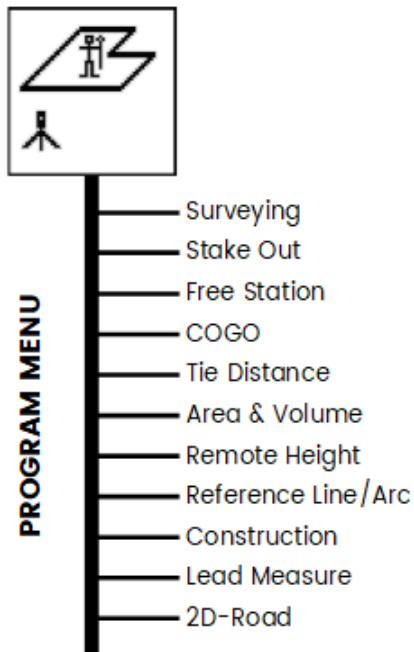 PROGRAM MENU
Surveying
Stake Out
Free Station
COGO
Tie Distance
Area & Volume
Remote Height
Reference Line/Arc
Construction
Lead Measure
2D-Road